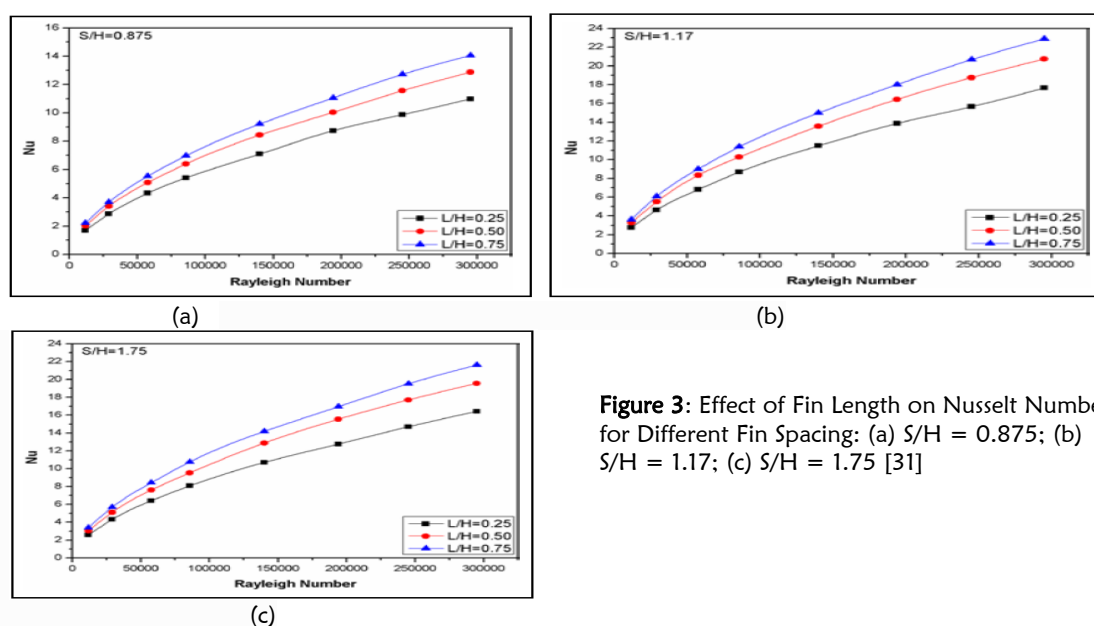 S/H=0.875
16
14
12
10
8
6
4
2
0
Nu
L/H=0.25
L/H=0.50
L/H=0.75
0 50000 100000 150000 200000 250000 300000
Rayleigh Number
(a)
S/H=1.17
24
22
20
18
16
14
12
10
8
6
4
2
0
Nu
L/H=0.25
L/H=0.50
L/H=0.75
0 50000 100000 150000 200000 250000 300000
Rayleigh Number
(b)
S/H=1.75
24
22
20
18
16
14
12
10
8
6
4
2
0
Nu
L/H=0.25
L/H=0.50
L/H=0.75
0 50000 100000 150000 200000 250000 300000
Rayleigh Number
(c)
Figure 3: Effect of Fin Length on Nusselt Numbe
for Different Fin Spacing: (a) S/H = 0.875; (b)
S/H = 1.17; (c) S/H = 1.75 [31]